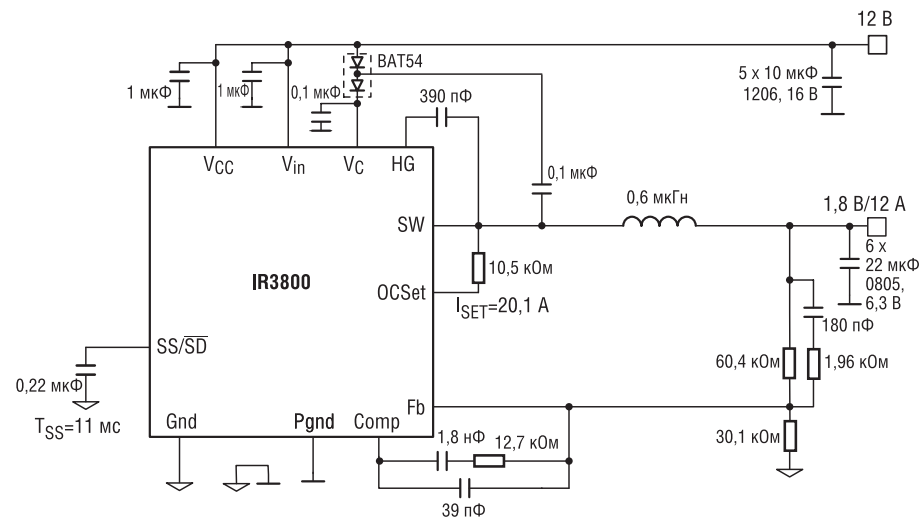 12 В
BAT54
5 x 10 мкФ
1206, 16 В
1 мкФ
1 мкФ
0,1 мкФ
390 пФ
VCC
Vin
VC
HG
0,1 мкФ
0,6 мкГн
1,8 В/12 А
SW
6 x
22 мкФ
0805,
6,3 В
10,5 кОм
IR3800
OCSet
ISET=20,1 А
180 пФ
SS/SD
60,4 кОм
1,96 кОм
0,22 мкФ
TSS=11 мс
Gnd
Pgnd
Comp
Fb
1,8 нФ
12,7 кОм
30,1 кОм
39 пФ